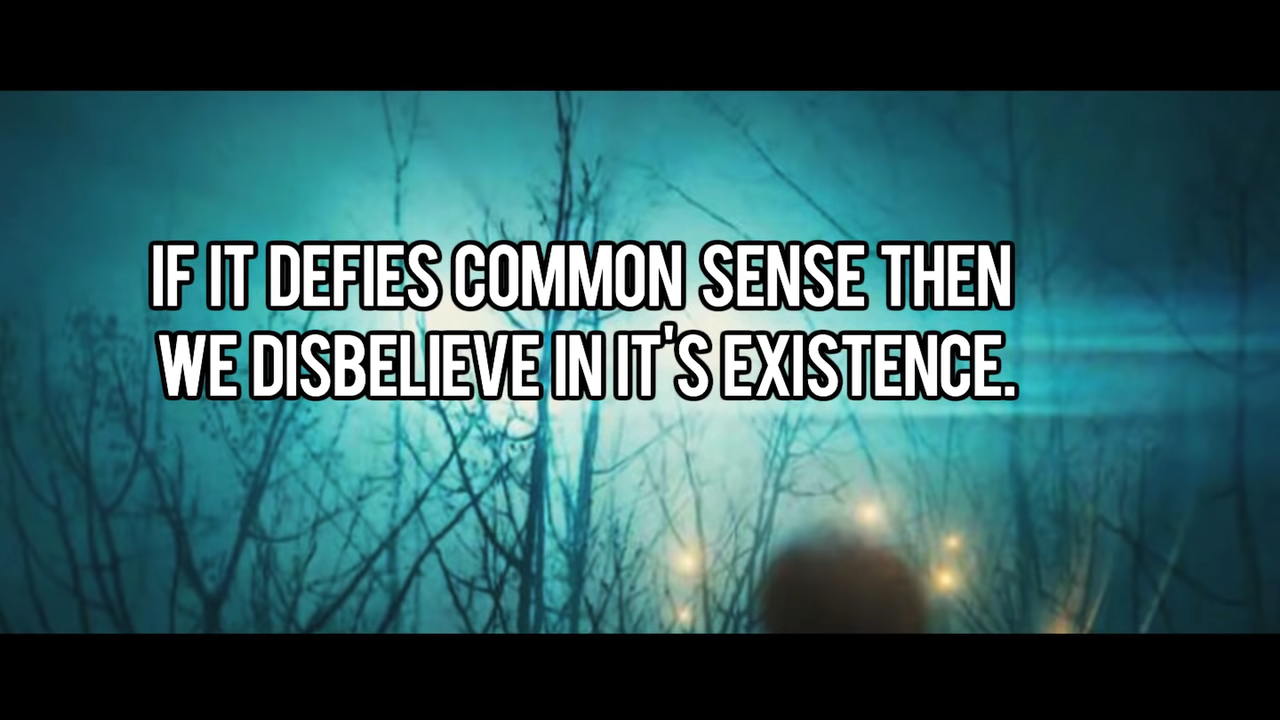 IF IT DEFIES COMMON SENSE THEN
WE DISBELIEVE IN IT'S EXISTENCE.